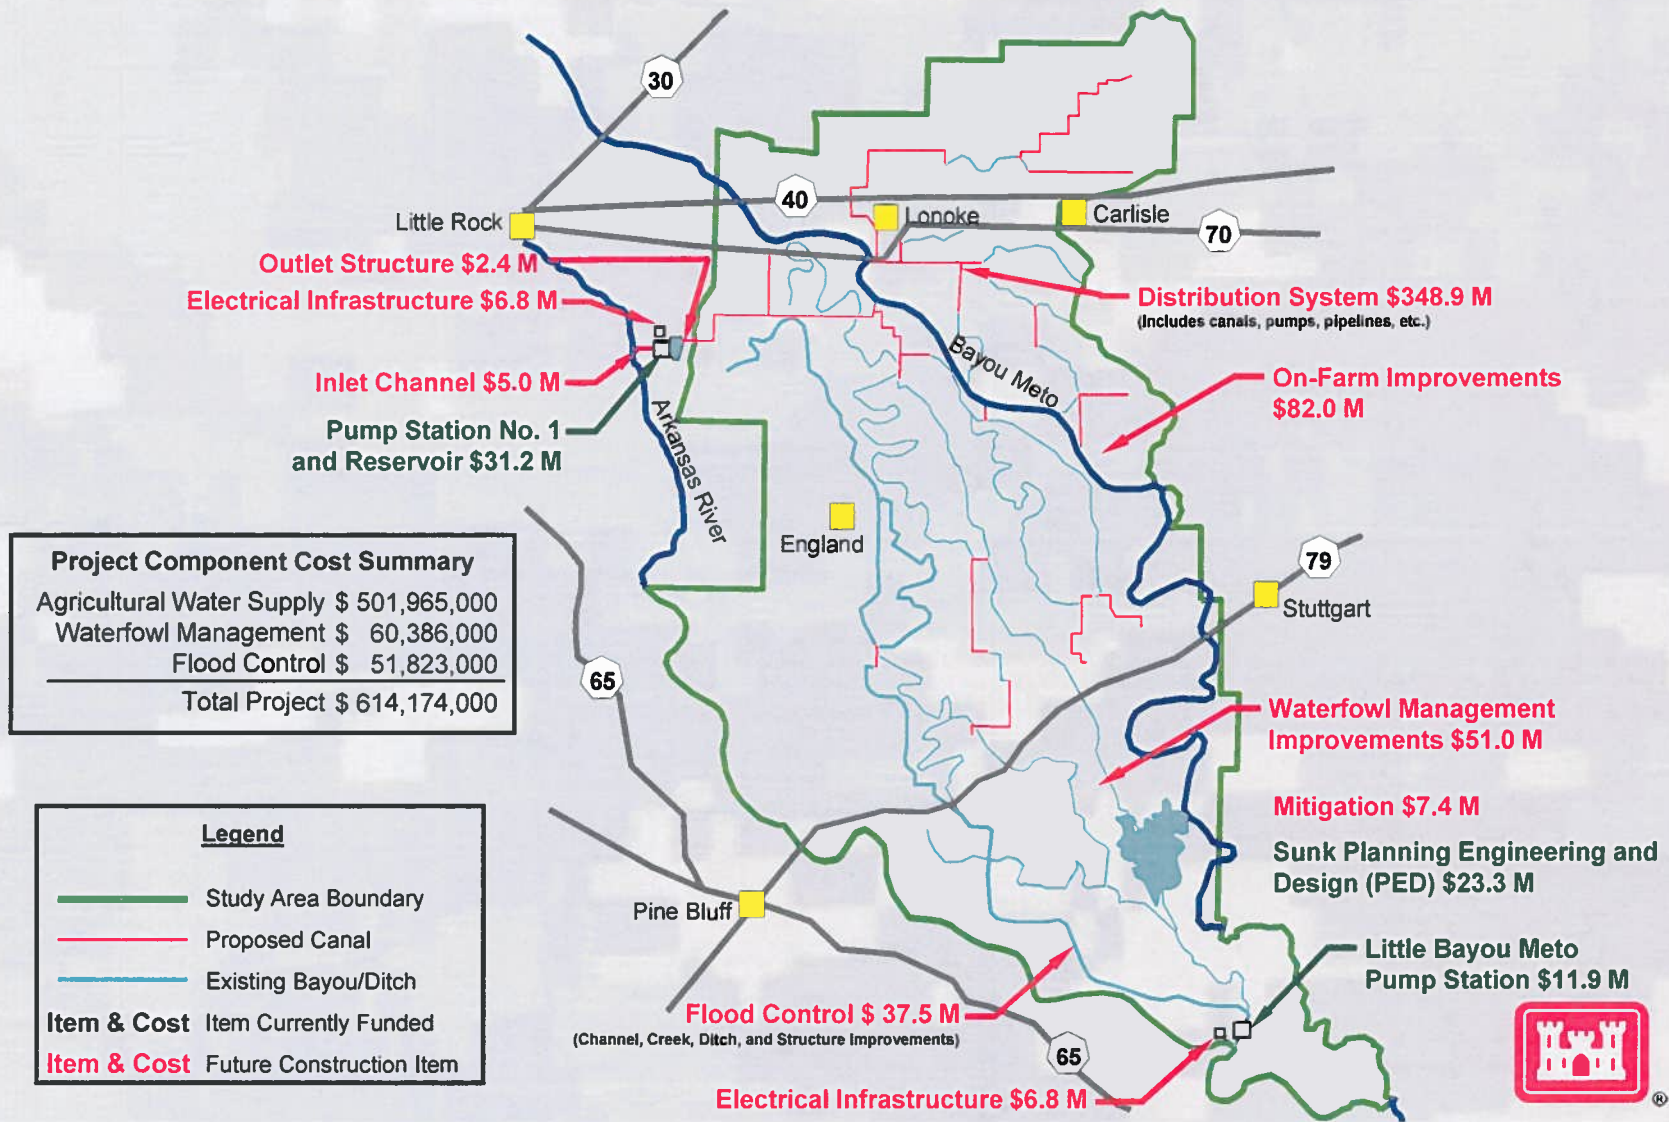 30
40
Little Rock
Lonoke
Carlisle
70
Outlet Structure $2.4 M
Electrical Infrastructure $6.8 M
Distribution System $348.9 M
(Includes canals, pumps, pipelines, etc.)
Inlet Channel $5.0 M
Bayou Meto
On-Farm Improvements
$82.0 M
Pump Station No. 1
and Reservoir $31.2 M
Arkansas River
England
79
Stuttgart
Project Component Cost Summary
Agricultural Water Supply $ 501,965,000
Waterfowl Management $ 60,386,000
Flood Control $ 51,823,000
Total Project $ 614,174,000
65
Waterfowl Management
Improvements $51.0 M
Mitigation $7.4 M
Sunk Planning Engineering and
Design (PED) $23.3 M
Legend
Study Area Boundary
Proposed Canal
Existing Bayou/Ditch
Item & Cost Item Currently Funded
Item & Cost Future Construction Item
Pine Bluff
Little Bayou Meto
Pump Station $11.9 M
Flood Control $ 37.5 M
(Channel, Creek, Ditch, and Structure Improvements)
65
Electrical Infrastructure $6.8 M
®